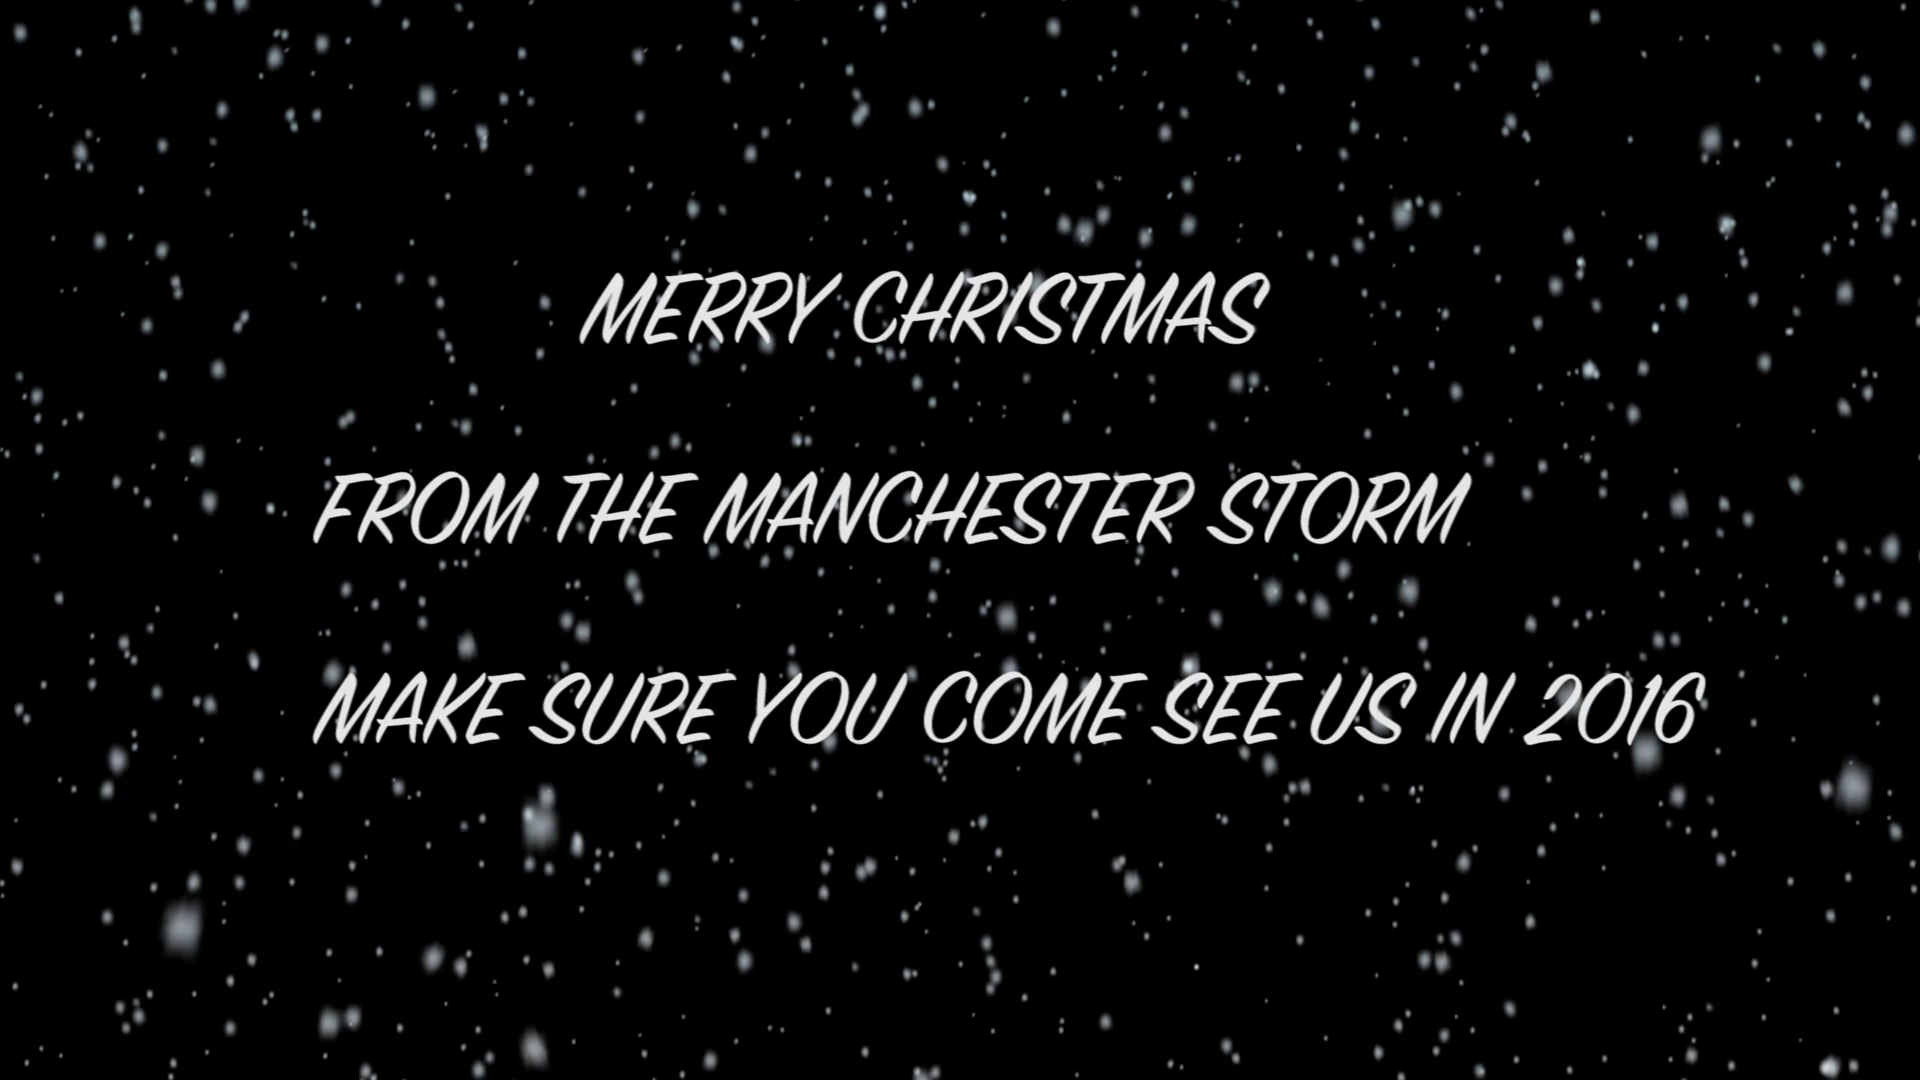 MERRY CHRISTMAS
FROM THE MANCHESTER STORM
MAKE SURE YOU COME SEE US IN 2016